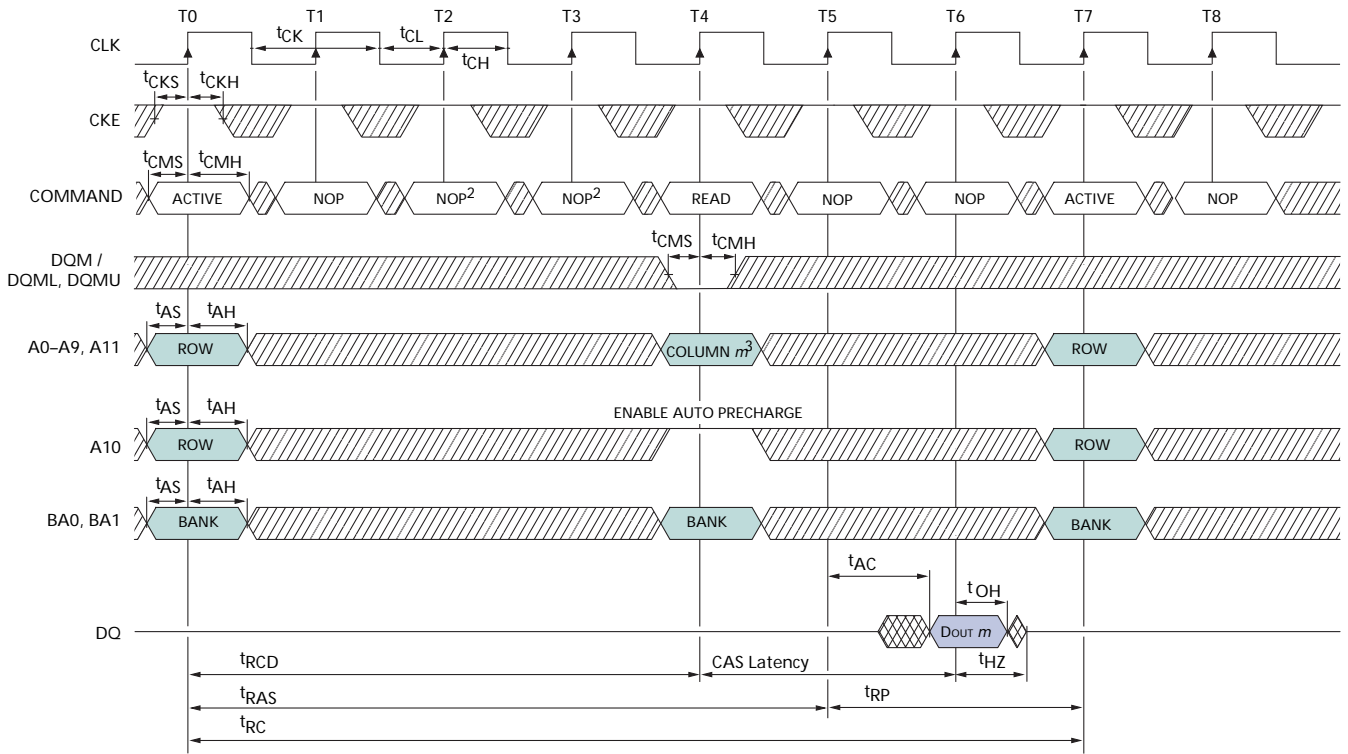 T0 T1 T2 T3 T4 T5 T6 T7 T8
CLK
tCK tCL tCH
tCKS tCKH
CKE
tCMS tCMH
COMMAND ACTIVE NOP NOP2 NOP2 READ NOP NOP ACTIVE NOP
tCMS tCMH
DQM /
DQML, DQMU
tAS tAH
A0–A9, A11 ROW COLUMN m3 ROW
tAS tAH ENABLE AUTO PRECHARGE
A10 ROW ROW
tAS tAH
BA0, BA1 BANK BANK BANK
tAC
tOH
DQ DOUT m
tRCD CAS Latency tHZ
tRAS tRP
tRC